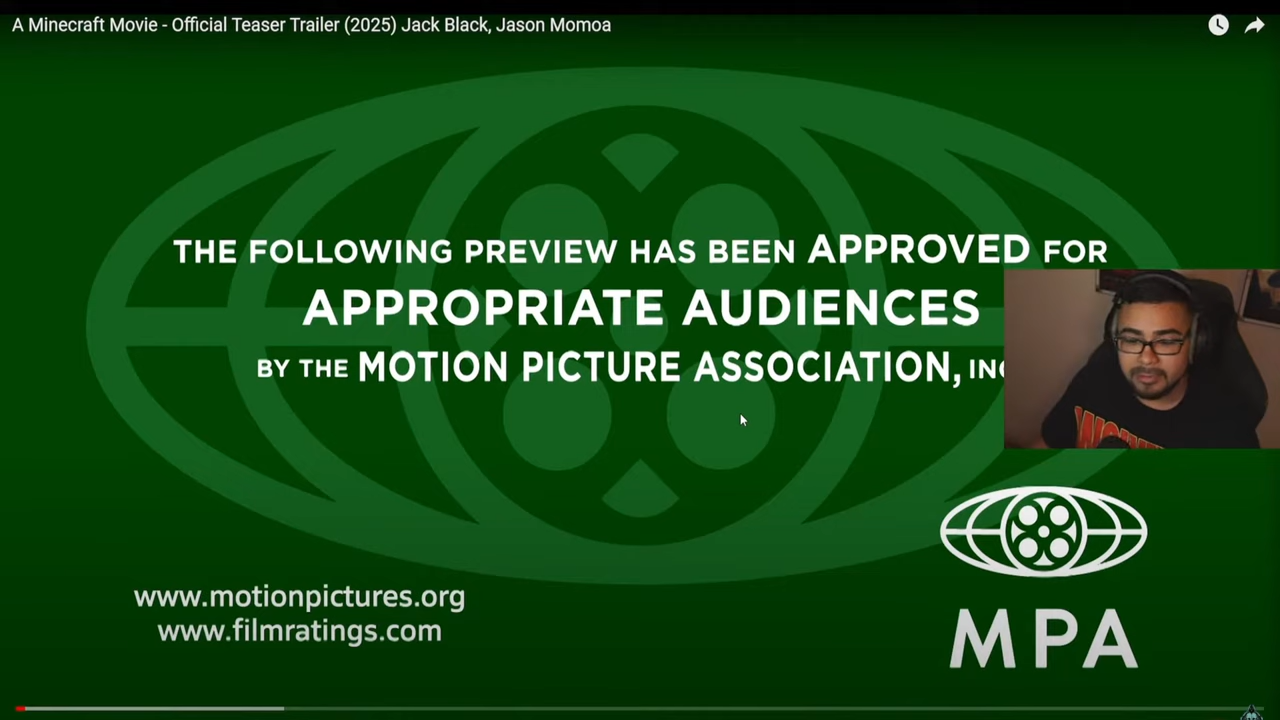 A Minecraft Movie - Official Teaser Trailer (2025) Jack Black, Jason Momoa
THE FOLLOWING PREVIEW HAS BEEN APPROVED FOR
APPROPRIATE AUDIENCES
BY THE MOTION PICTURE ASSOCIATION,
www.motionpictures.org
www.filmratings.com
MPA